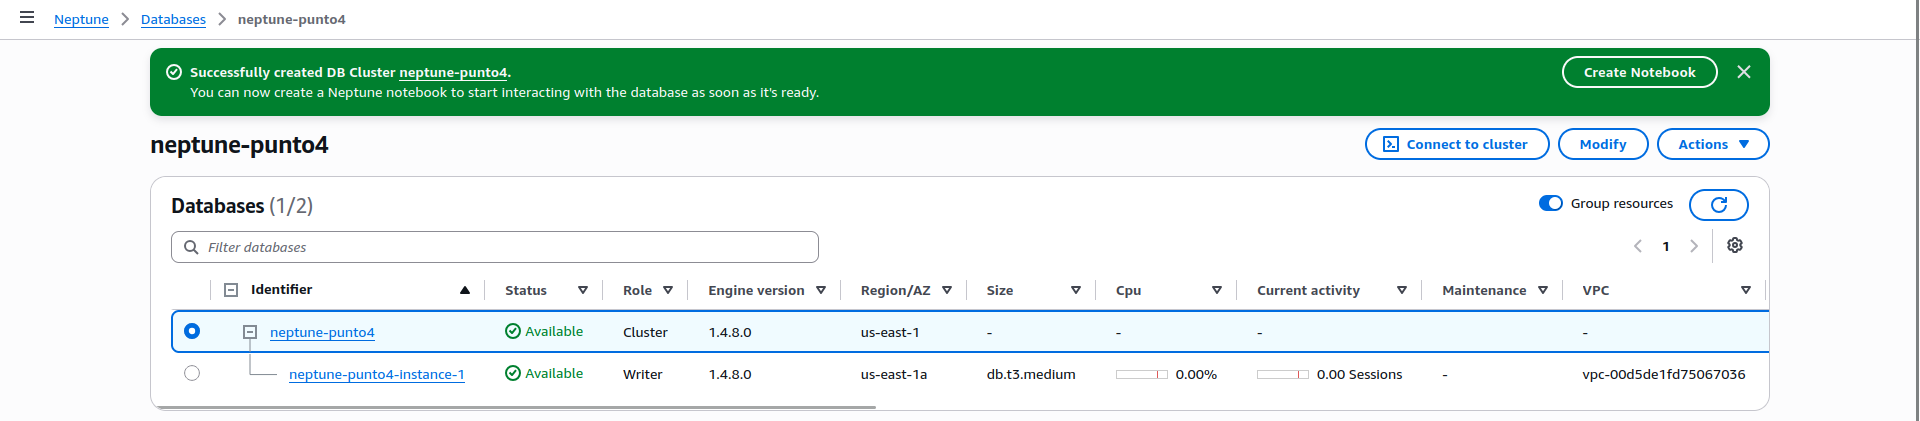 Neptune > Databases > neptune-punto4
Successfully created DB Cluster neptune-punto4.
You can now create a Neptune notebook to start interacting with the database as soon as it's ready.
Create Notebook
neptune-punto4
Connect to cluster
Modify
Actions
Databases (1/2)
Group resources
Filter databases
1
Identifier Status Role Engine version Region/AZ Size Cpu Current activity Maintenance VPC
neptune-punto4 Available Cluster 1.4.8.0 us-east-1 - - - -
neptune-punto4-instance-1 Available Writer 1.4.8.0 us-east-1a db.t3.medium 0.00% 0.00 Sessions - vpc-00d5de1fd75067036